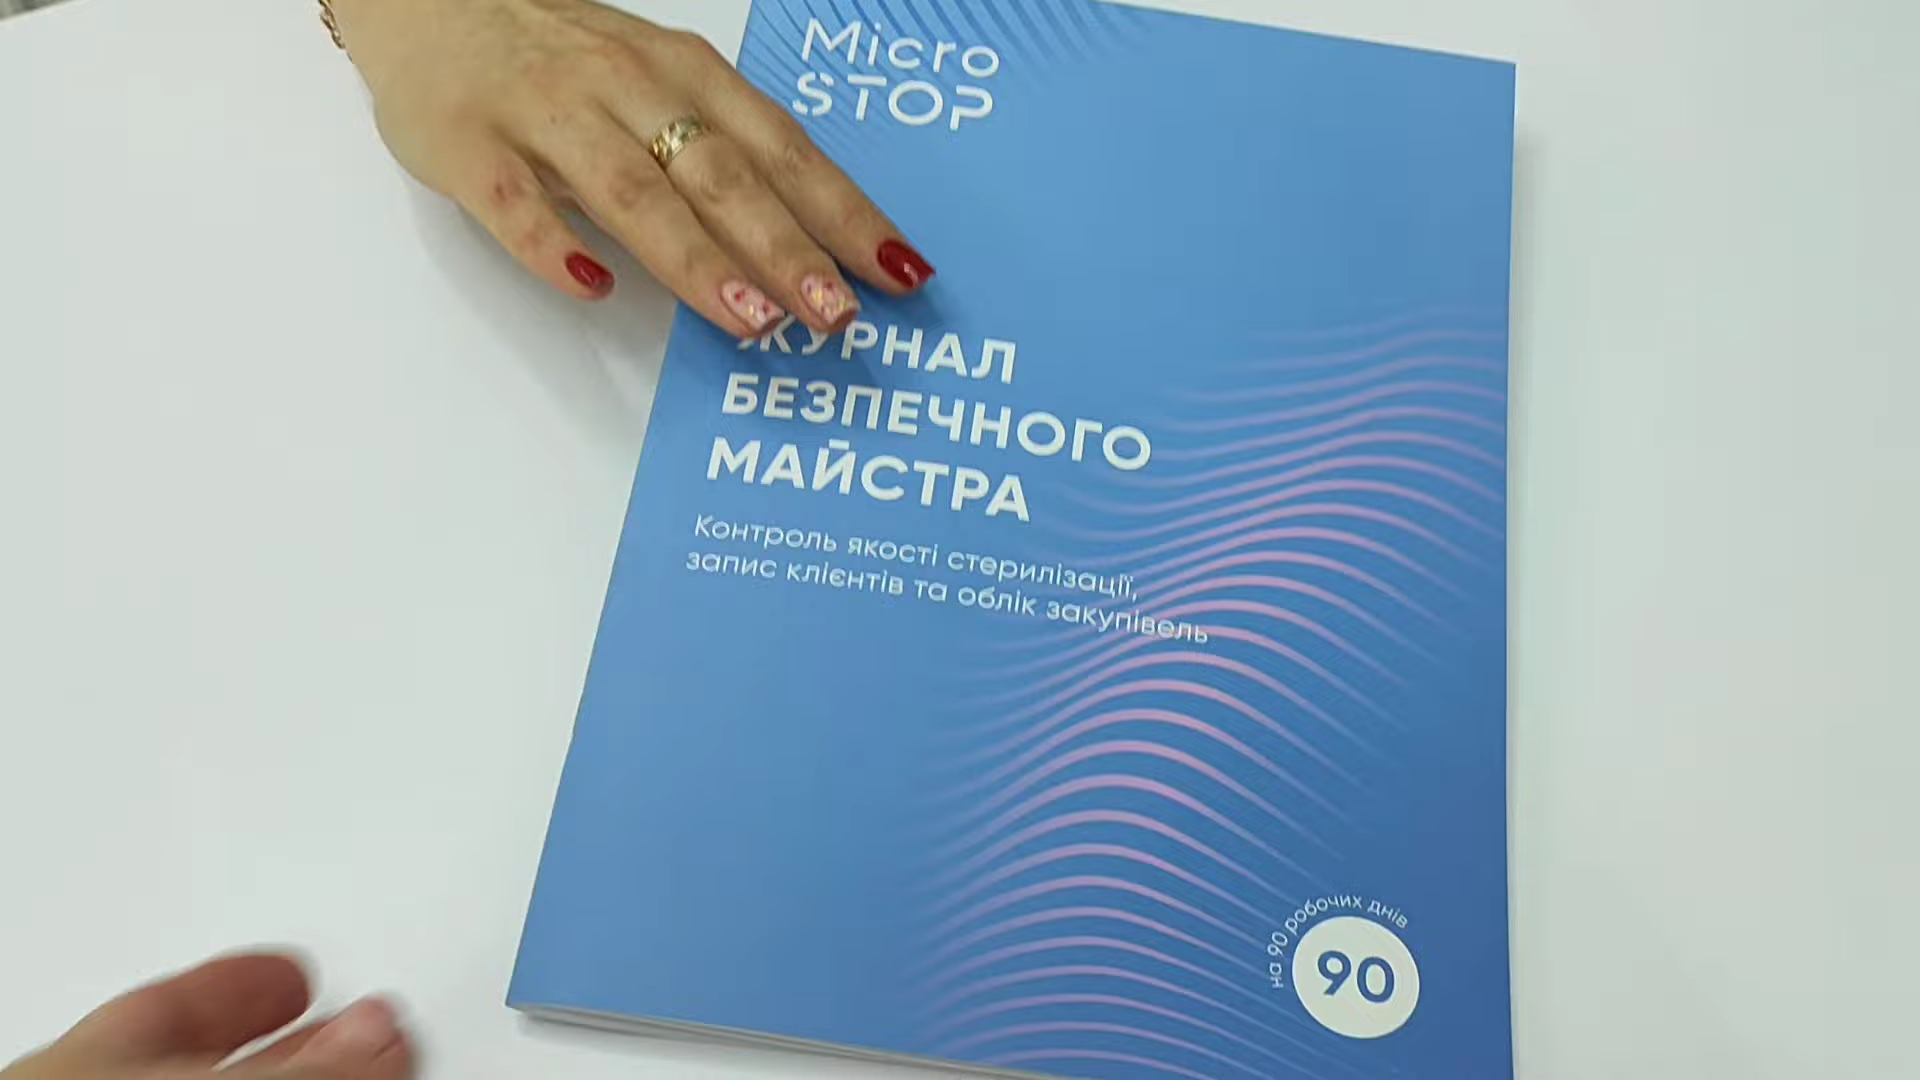 Micro
STOP
ЖУРНАЛ
БЕЗПЕЧНОГО
МАЙСТРА
Контроль якості стерилізації,
запис клієнтів та облік закупівель
на 90 робочих днів
90